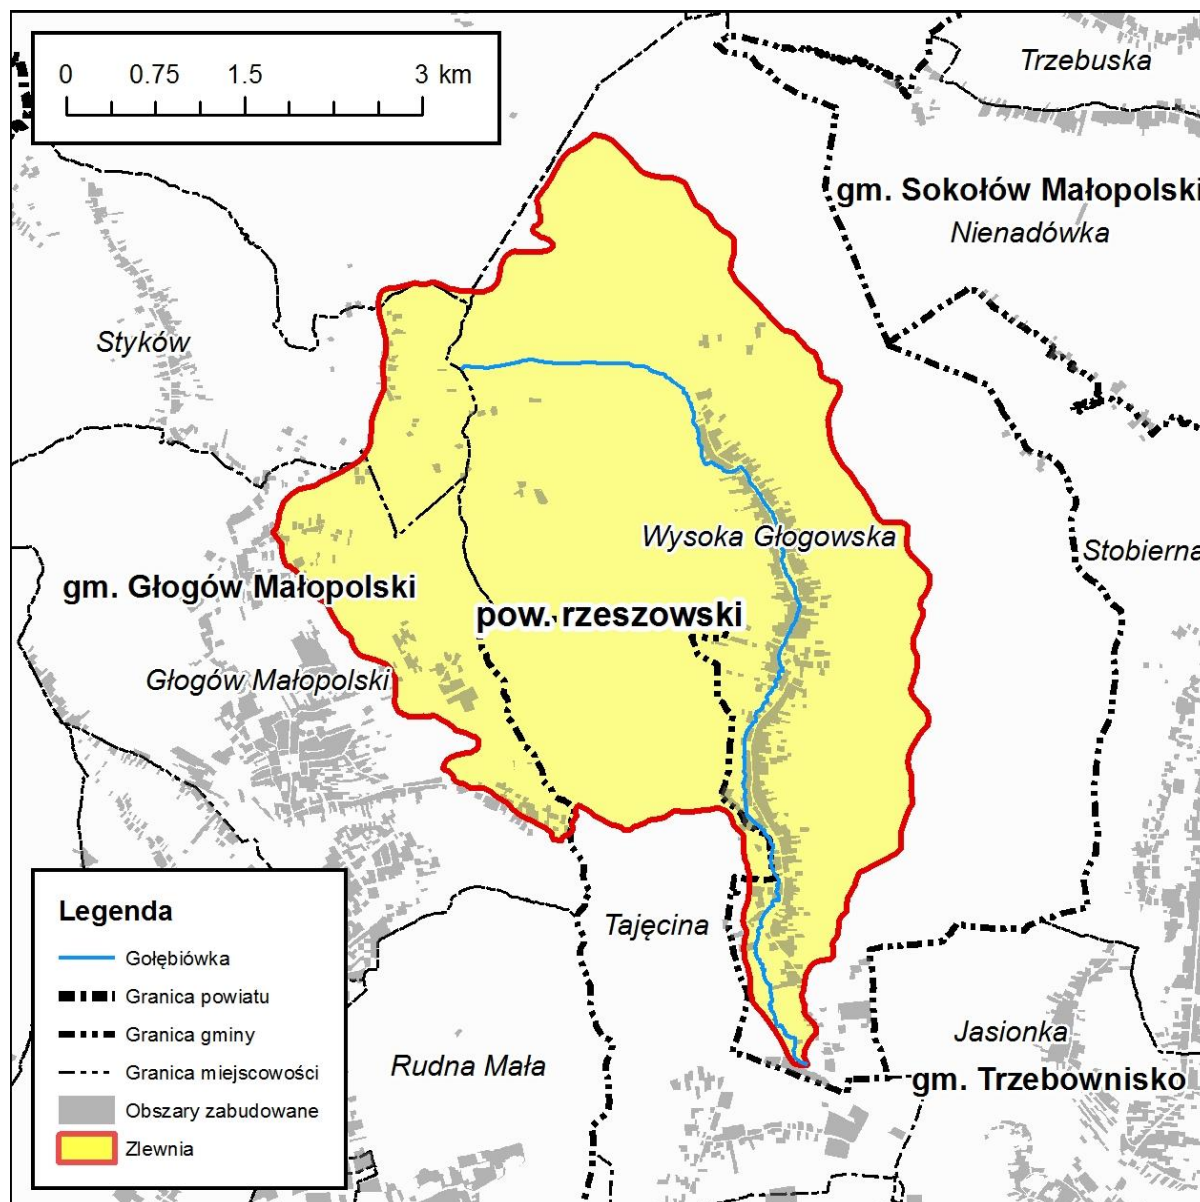 0 0.75 1.5 3 km
Trzebuska
gm. Sokołów Małopolski
Nienadówka
Styków
Wysoka Głogowska
Stobierna
gm. Głogów Małopolski
pow. rzeszowski
Głogów Małopolski
Tajęcina
Jasionka
Rudna Mała
gm. Trzebownisko
Legenda
Gołębiówka
Granica powiatu
Granica gminy
Granica miejscowości
Obszary zabudowane
Zlewnia